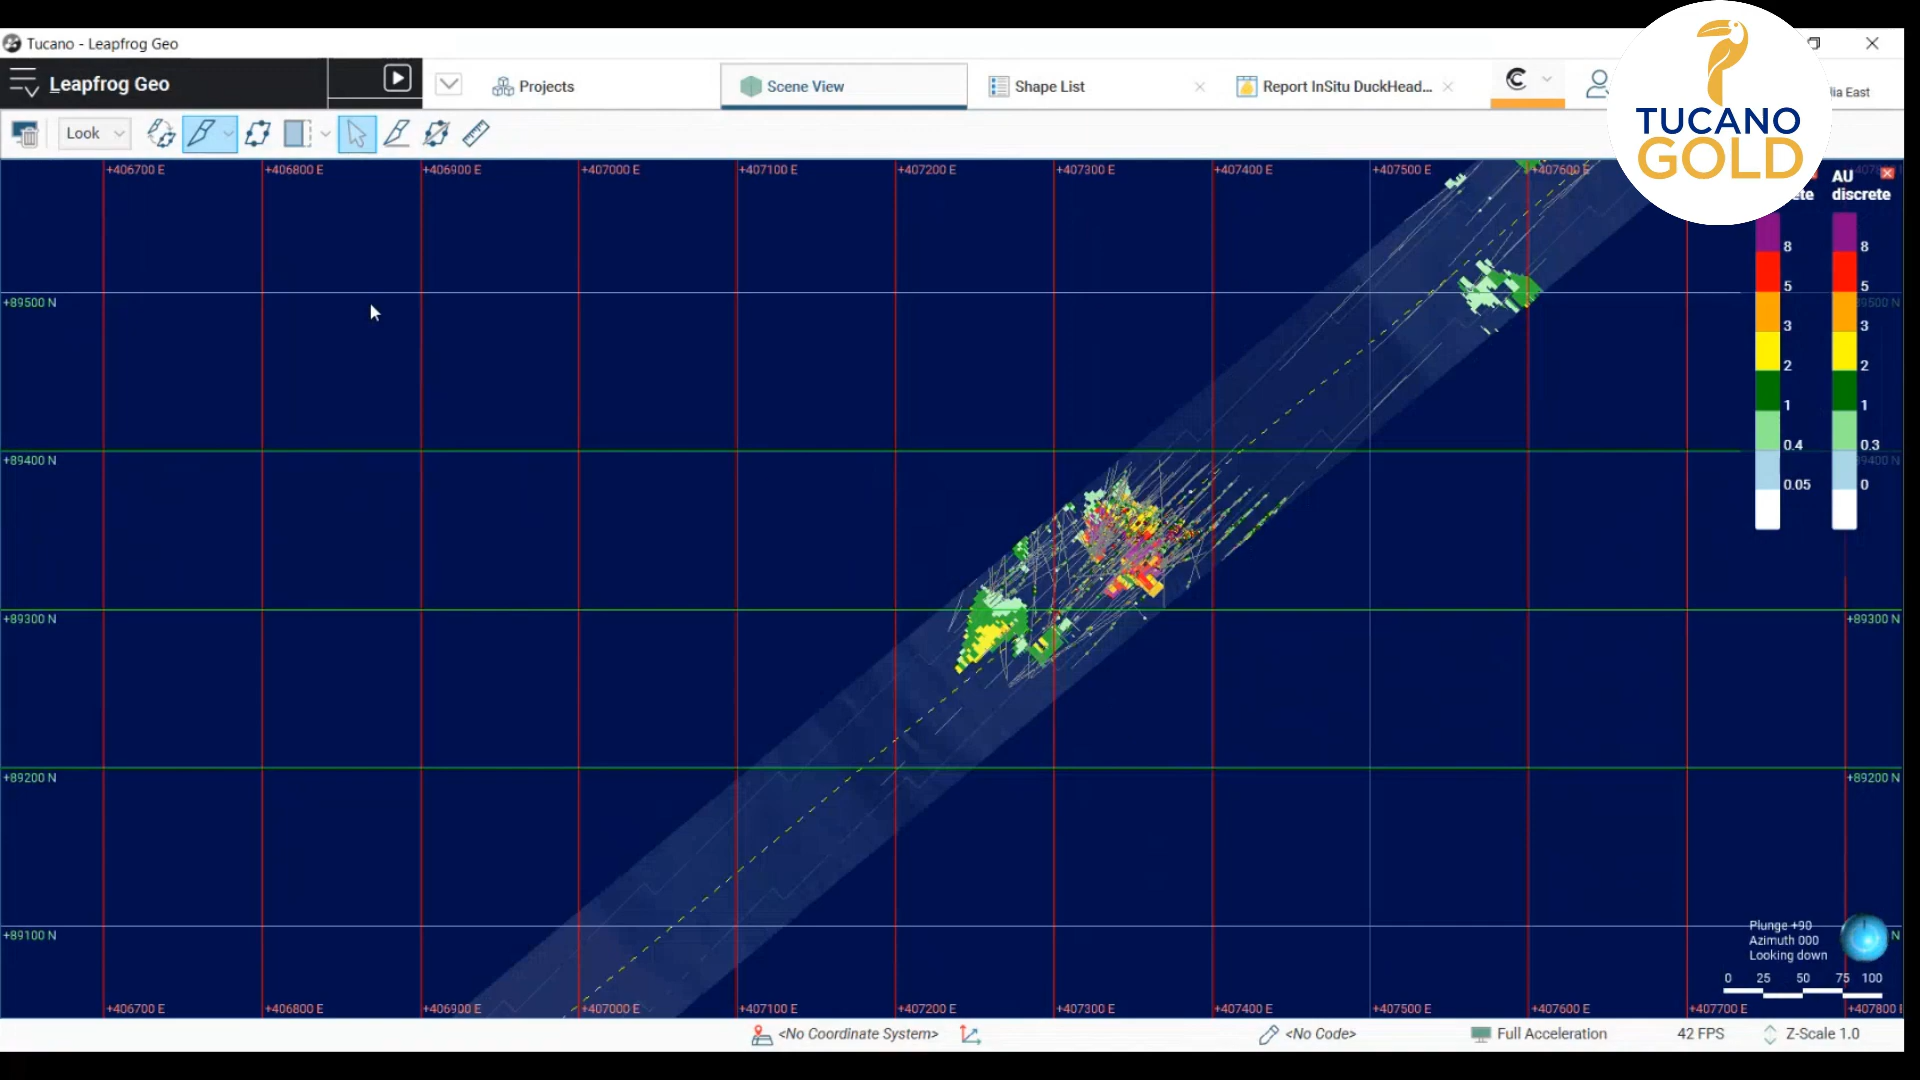 Tucano - Leapfrog Geo
Leapfrog Geo
Projects
Scene View
Shape List
Report InSitu DuckHead...
TUCANO
GOLD
Look
+406700 E +406800 E +406900 E +407000 E +407100 E +407200 E +407300 E +407400 E +407500 E +407600 E
AU
discrete
8 8
5 5
3 3
2 2
1 1
0.4 0.3
0.05 0
+89500 N
+89400 N
+89300 N +89300 N
+89200 N +89200 N
+89100 N
Plunge +90
Azimuth 000
Looking down
0 25 50 75 100
+406700 E +406800 E +406900 E +407000 E +407100 E +407200 E +407300 E +407400 E +407500 E +407600 E +407700 E +407800
<No Coordinate System>
<No Code>
Full Acceleration
42 FPS
Z-Scale 1.0